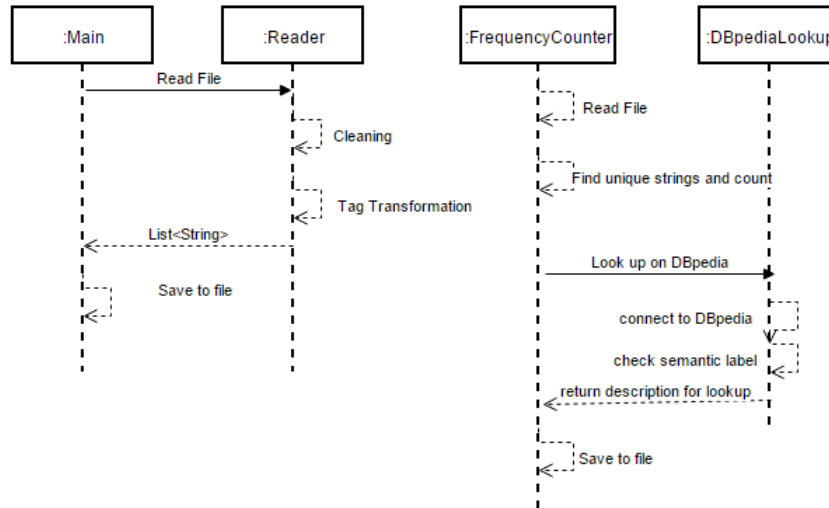 :Main
:Reader
:FrequencyCounter
:DBpediaLookup
Read File
Cleaning
Tag Transformation
List<String>
Save to file
Read File
Find unique strings and count
Look up on DBpedia
connect to DBpedia
check semantic label
return description for lookup
Save to file